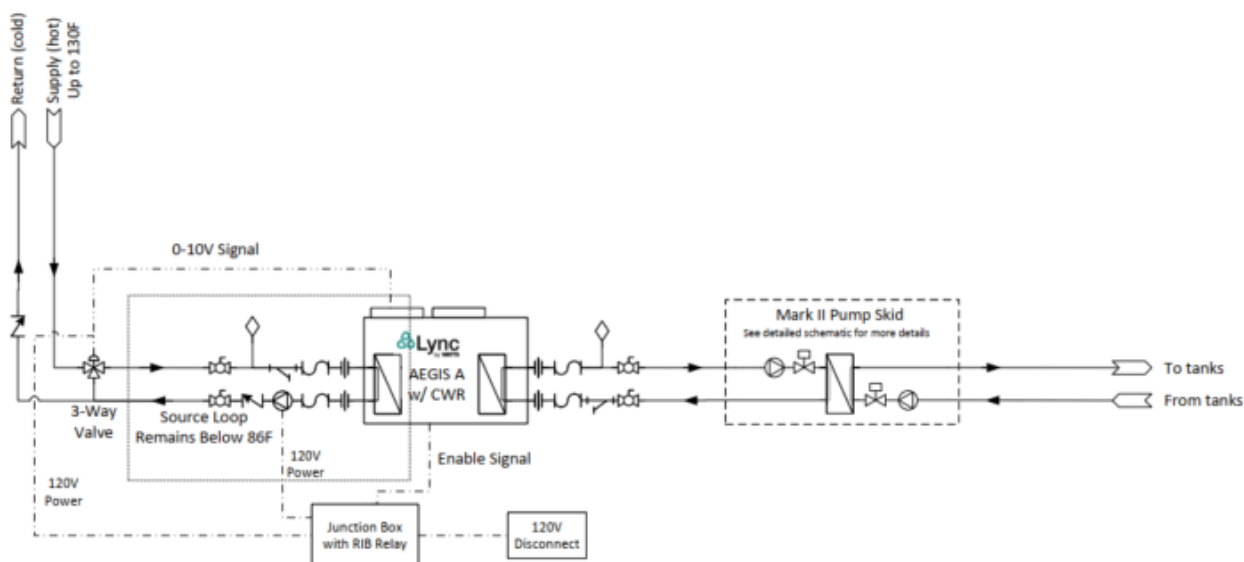 Return (cold)
Supply (hot)
Up to 130F
0-10V Signal
Mark II Pump Skid
See detailed schematic for more details
Lync
by WATTS
AEGIS A
w/ CWR
To tanks
From tanks
3-Way
Valve
Source Loop
Remains Below 86F
120V
Power
Enable Signal
120V
Power
Junction Box
with RIB Relay
120V
Disconnect